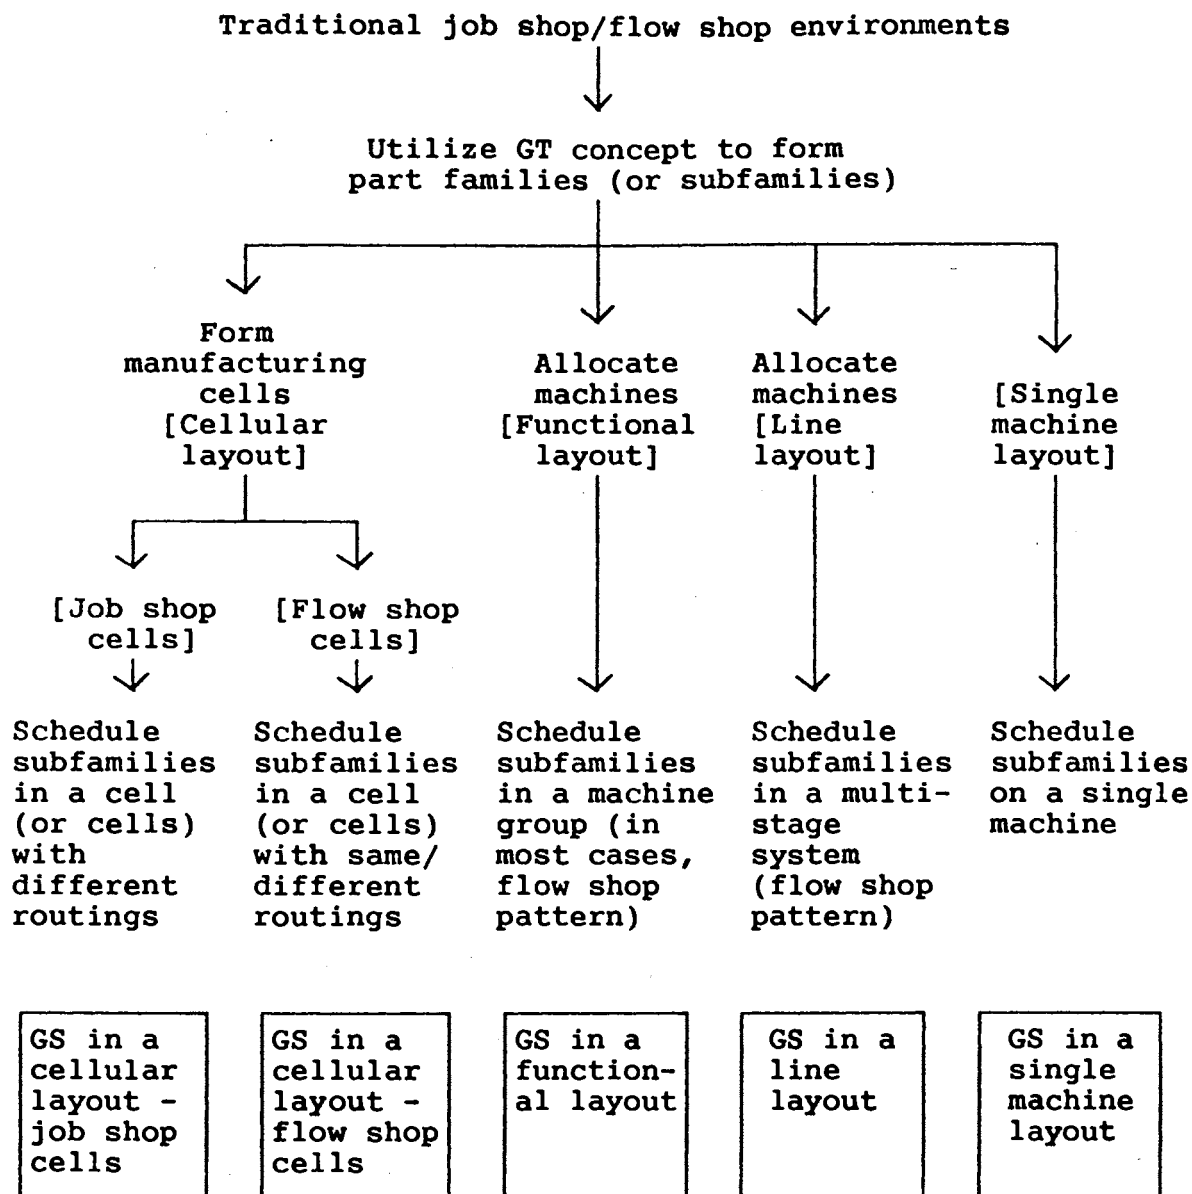 Traditional job shop/flow shop environments
Utilize GT concept to form
part families (or subfamilies)
Form
manufacturing
cells
[Cellular
layout]
Allocate
machines
[Functional
layout]
Allocate
machines
[Line
layout]
[Single
machine
layout]
[Job shop
cells]
[Flow shop
cells]
Schedule
subfamilies
in a cell
(or cells)
with
different
routings
Schedule
subfamilies
in a cell
(or cells)
with same/
different
routings
Schedule
subfamilies
in a machine
group (in
most cases,
flow shop
pattern)
Schedule
subfamilies
in a multi-
stage
system
(flow shop
pattern)
Schedule
subfamilies
on a single
machine
GS in a
cellular
layout -
job shop
cells
GS in a
cellular
layout -
flow shop
cells
GS in a
function-
al layout
GS in a
line
layout
GS in a
single
machine
layout